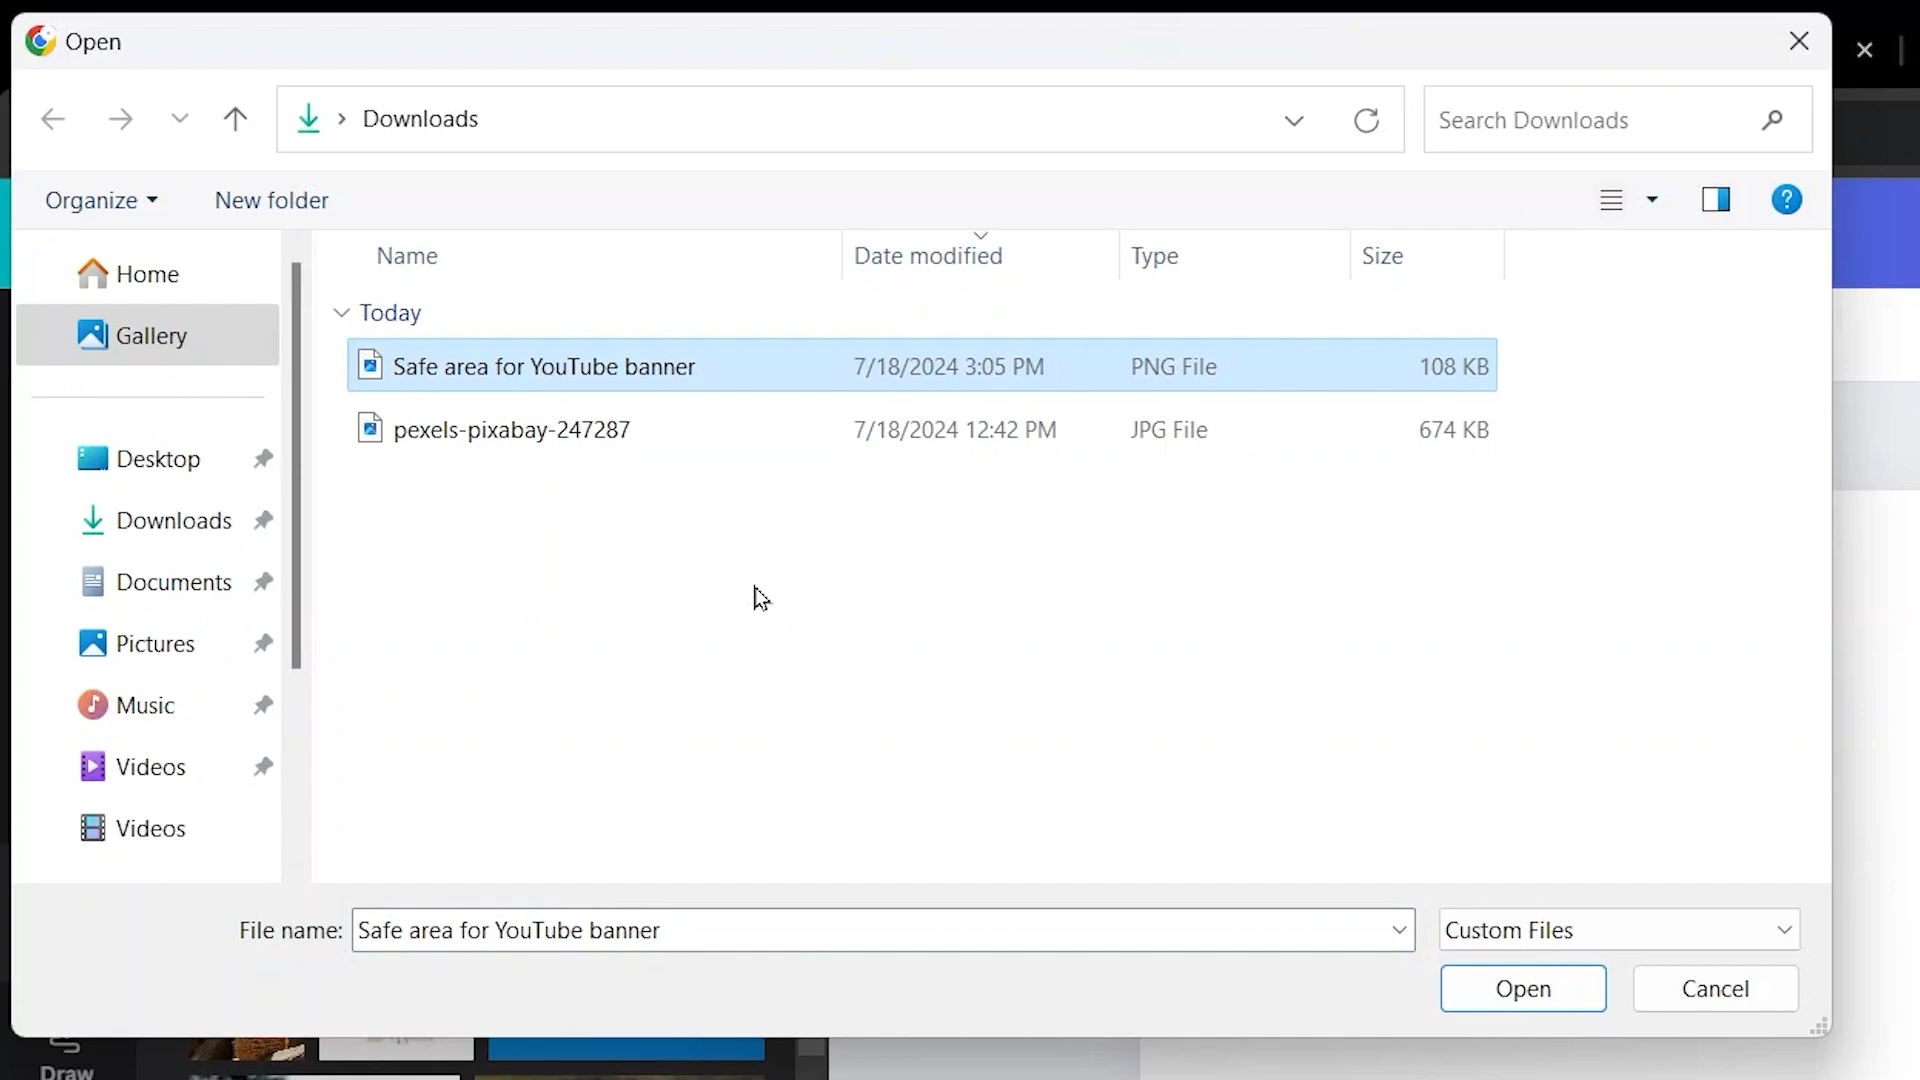 Open
Downloads
Search Downloads
Organize
New folder
?
Home
Gallery
Desktop
Downloads
Documents
Pictures
Music
Videos
Videos
Name Date modified Type Size
Today
Safe area for YouTube banner 7/18/2024 3:05 PM PNG File 108 KB
pexels-pixabay-247287 7/18/2024 12:42 PM JPG File 674 KB
File name: Safe area for YouTube banner
Custom Files
Open
Cancel
Draw